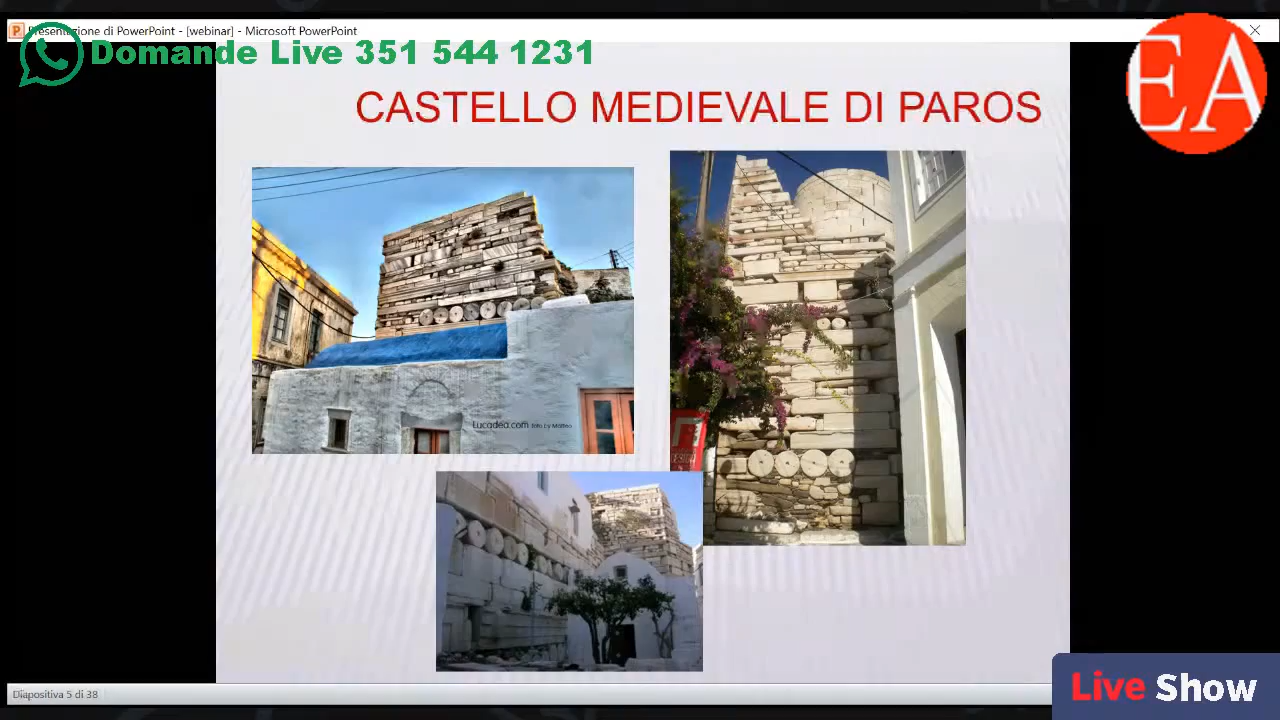 Presentazione di PowerPoint - [webinar] - Microsoft PowerPoint
Domande Live 351 544 1231
EA
CASTELLO MEDIEVALE DI PAROS
Lucadea.com
DESIGN
Diapositiva 5 di 38
Live Show